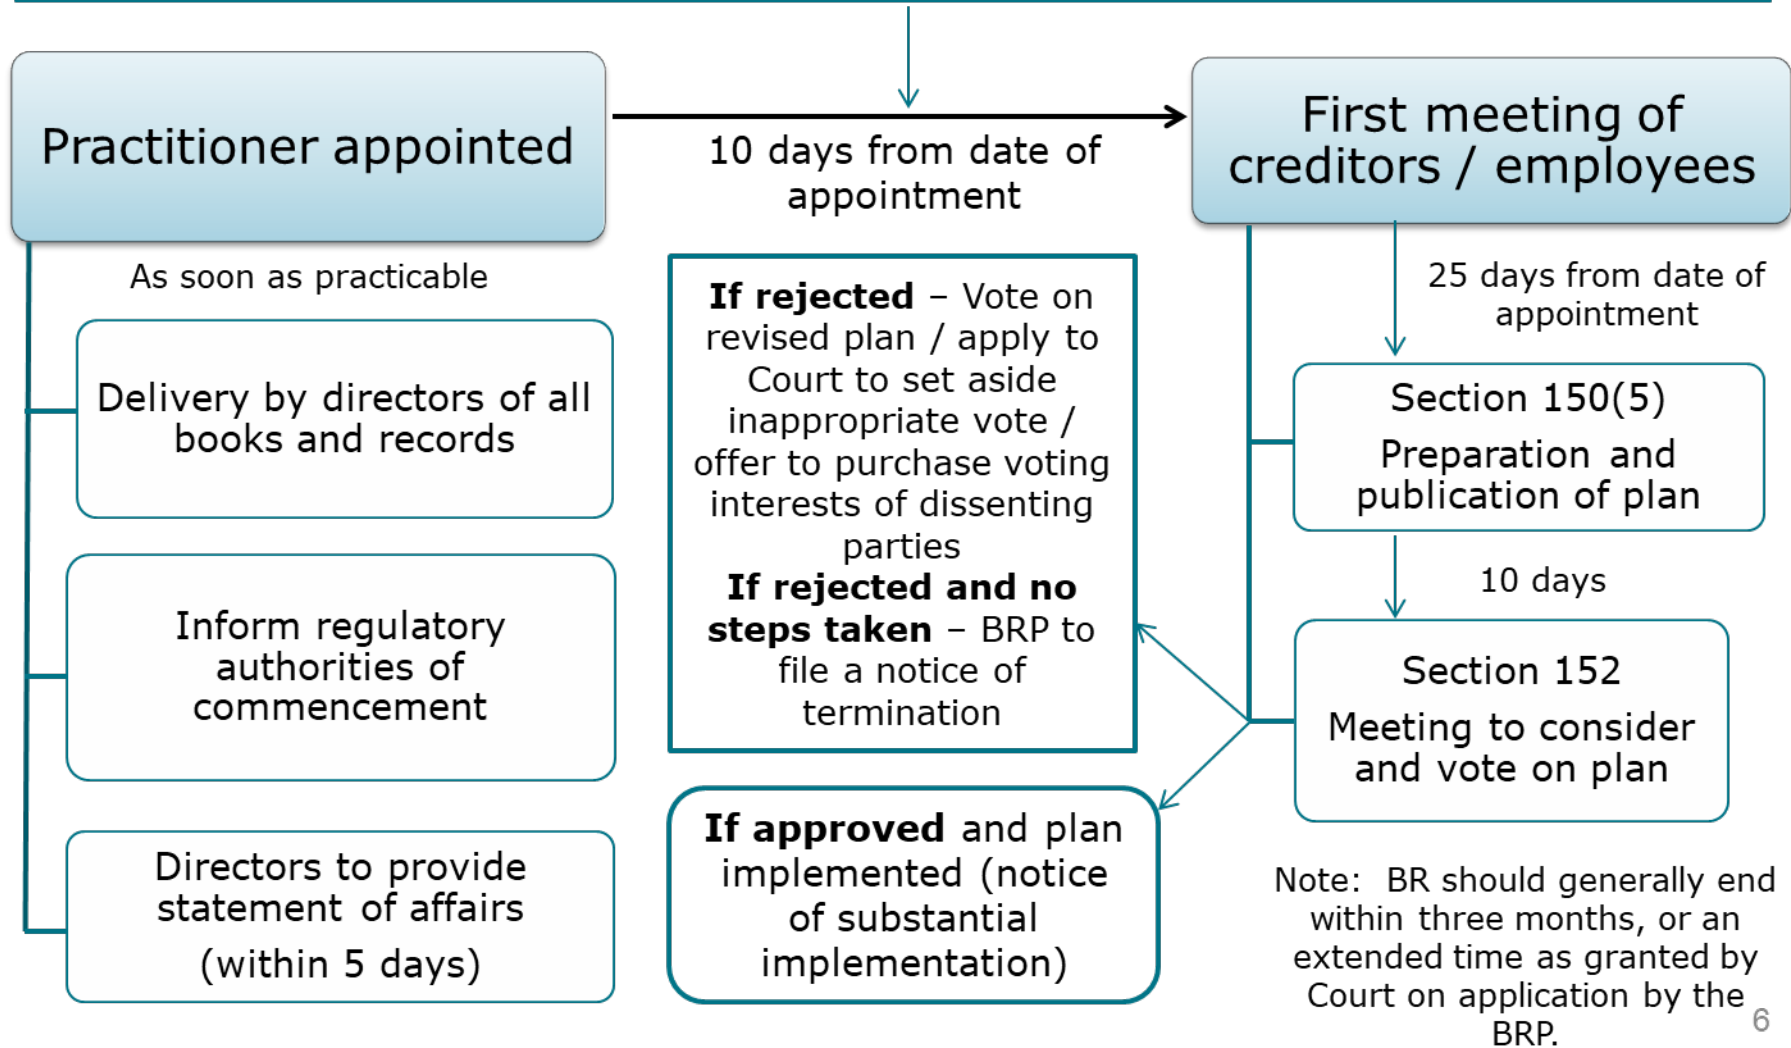 Practitioner appointed
10 days from date of
appointment
First meeting of
creditors / employees
As soon as practicable
Delivery by directors of all
books and records
Inform regulatory
authorities of
commencement
Directors to provide
statement of affairs
(within 5 days)
If rejected – Vote on
revised plan / apply to
Court to set aside
inappropriate vote /
offer to purchase voting
interests of dissenting
parties
If rejected and no
steps taken – BRP to
file a notice of
termination
If approved and plan
implemented (notice
of substantial
implementation)
25 days from date of
appointment
Section 150(5)
Preparation and
publication of plan
10 days
Section 152
Meeting to consider
and vote on plan
Note: BR should generally end
within three months, or an
extended time as granted by
Court on application by the
BRP.
6